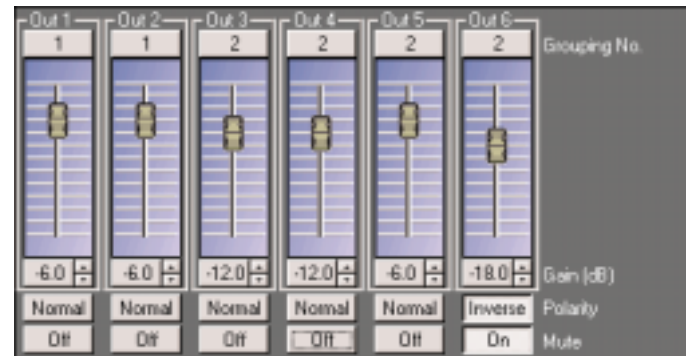 Out 1 Out 2 Out 3 Out 4 Out 5 Out 6
1 1 2 2 2 2 Grouping No.
-6.0 -6.0 -12.0 -12.0 -6.0 -18.0 Gain (dB)
Normal Normal Normal Normal Normal Inverse Polarity
Off Off Off Off Off On Mute